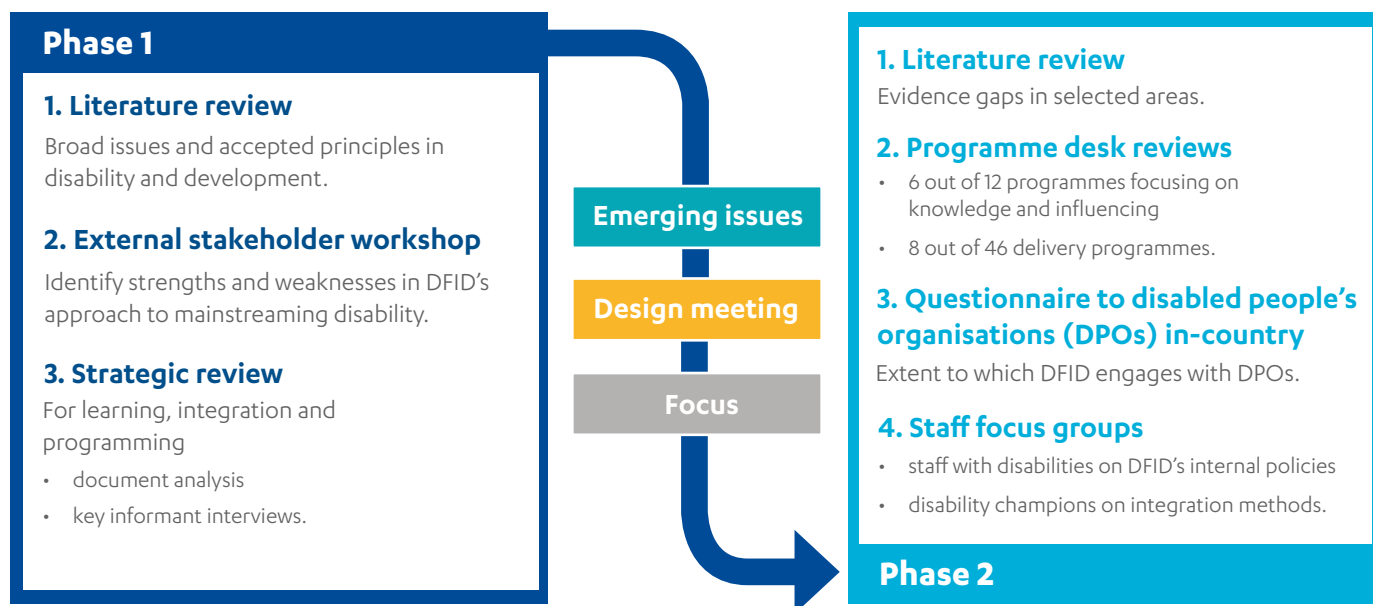 Phase 1
1. Literature review
Broad issues and accepted principles in
disability and development.
2. External stakeholder workshop
Identify strengths and weaknesses in DFID's
approach to mainstreaming disability.
3. Strategic review
For learning, integration and
programming
• document analysis
• key informant interviews.
Emerging issues
Design meeting
Focus
1. Literature review
Evidence gaps in selected areas.
2. Programme desk reviews
• 6 out of 12 programmes focusing on
knowledge and influencing
• 8 out of 46 delivery programmes.
3. Questionnaire to disabled people's
organisations (DPOs) in-country
Extent to which DFID engages with DPOs.
4. Staff focus groups
• staff with disabilities on DFID's internal policies
• disability champions on integration methods.
Phase 2